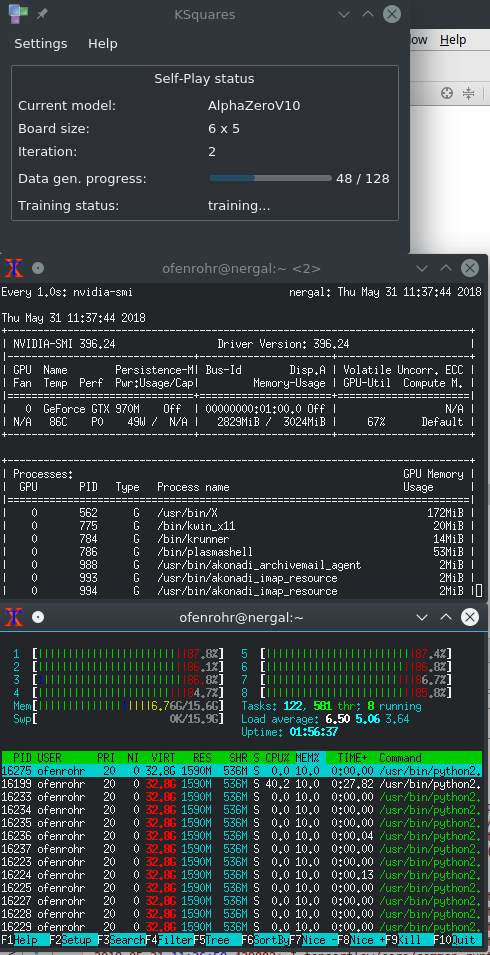 KSquares
Settings Help
ow Help
Self-Play status
Current model: AlphaZeroV10
Board size: 6 x 5
Iteration: 2
Data gen. progress: 48 / 128
Training status: training...
ofenrohr@nergal:~ <2>
Every 1.0s: nvidia-smi nergal: Thu May 31 11:37:44 2018
Thu May 31 11:37:44 2018
NVIDIA-SMI 396.24 Driver Version: 396.24
GPU Name Persistence-M| Bus-Id Disp.A | Volatile Uncorr. ECC
Fan Temp Perf Pwr:Usage/Cap| Memory-Usage | GPU-Util Compute M.
0 GeForce GTX 970M Off | 00000000:01:00.0 Off | N/A
N/A 86C P0 49W / N/A | 2829MiB / 3024MiB | 67% Default
Processes: GPU Memory
GPU PID Type Process name Usage
0 562 G /usr/bin/X 172MiB
0 775 G /bin/kwin_x11 20MiB
0 784 G /bin/krunner 14MiB
0 786 G /bin/plasmashell 53MiB
0 988 G /usr/bin/akonadi_archivemail_agent 2MiB
0 993 G /usr/bin/akonadi_imap_resource 2MiB
0 994 G /usr/bin/akonadi_imap_resource 2MiB
ofenrohr@nergal:~
1 [87.8%] 5 [87.4%]
2 [86.1%] 6 [86.8%]
3 [86.8%] 7 [86.7%]
4 [84.7%] 8 [85.8%]
Mem[6.76G/15.6G] Tasks: 122, 581 thr; 8 running
Swp[0K/15.9G] Load average: 6.50 5.06 3.64
Uptime: 01:56:37
PID USER PRI NI VIRT RES SHR S CPU% MEM% TIME+ Command
16275 ofenrohr 20 0 32.8G 1590M 536M S 0.0 10.0 0:00.00 /usr/bin/python2.
16199 ofenrohr 20 0 32.8G 1590M 536M S 40.2 10.0 0:27.82 /usr/bin/python2.
16233 ofenrohr 20 0 32.8G 1590M 536M S 0.0 10.0 0:00.00 /usr/bin/python2.
16234 ofenrohr 20 0 32.8G 1590M 536M S 0.0 10.0 0:00.00 /usr/bin/python2.
16235 ofenrohr 20 0 32.8G 1590M 536M S 0.0 10.0 0:00.00 /usr/bin/python2.
16236 ofenrohr 20 0 32.8G 1590M 536M S 0.0 10.0 0:00.04 /usr/bin/python2.
16237 ofenrohr 20 0 32.8G 1590M 536M S 0.0 10.0 0:00.00 /usr/bin/python2.
16223 ofenrohr 20 0 32.8G 1590M 536M S 0.0 10.0 0:00.00 /usr/bin/python2.
16224 ofenrohr 20 0 32.8G 1590M 536M S 0.0 10.0 0:00.13 /usr/bin/python2.
16225 ofenrohr 20 0 32.8G 1590M 536M S 0.0 10.0 0:00.00 /usr/bin/python2.
16227 ofenrohr 20 0 32.8G 1590M 536M S 0.0 10.0 0:00.00 /usr/bin/python2.
16228 ofenrohr 20 0 32.8G 1590M 536M S 0.0 10.0 0:00.00 /usr/bin/python2.
16229 ofenrohr 20 0 32.8G 1590M 536M S 0.0 10.0 0:00.00 /usr/bin/python2.
F1Help F2Setup F3SearchF4FilterF5Tree F6SortByF7Nice -F8Nice +F9Kill F10Quit